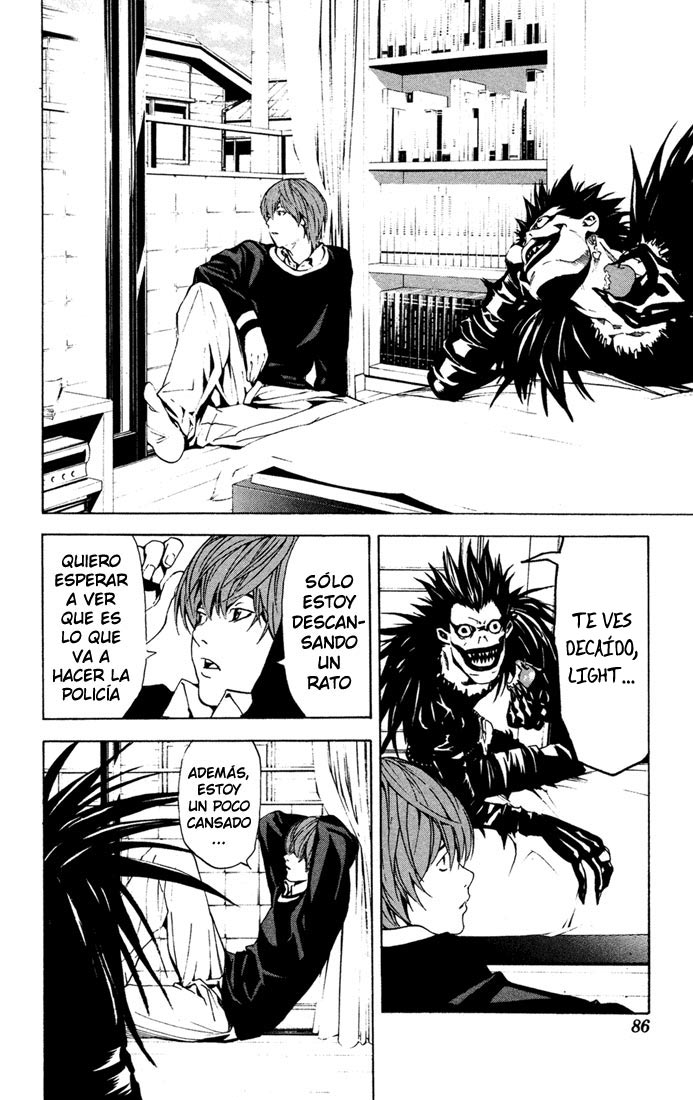 TE VES
DECAÍDO,
LIGHT...
SÓLO
ESTOY
DESCAN-
SANDO
UN
RATO
QUIERO
ESPERAR
A VER
QUE ES
LO QUE
VA A
HACER LA
POLICÍA
ADEMÁS,
ESTOY
UN POCO
CANSADO
...
86